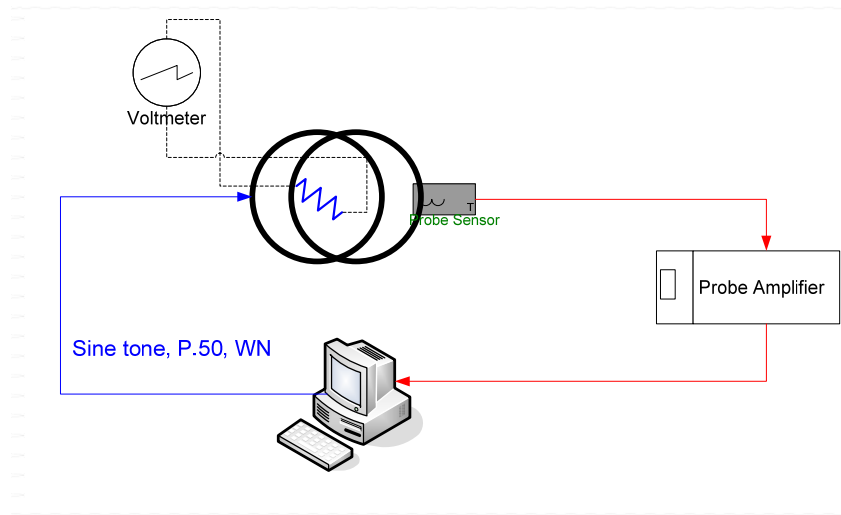 Voltmeter
T
Probe Sensor
Probe Amplifier
Sine tone, P.50, WN